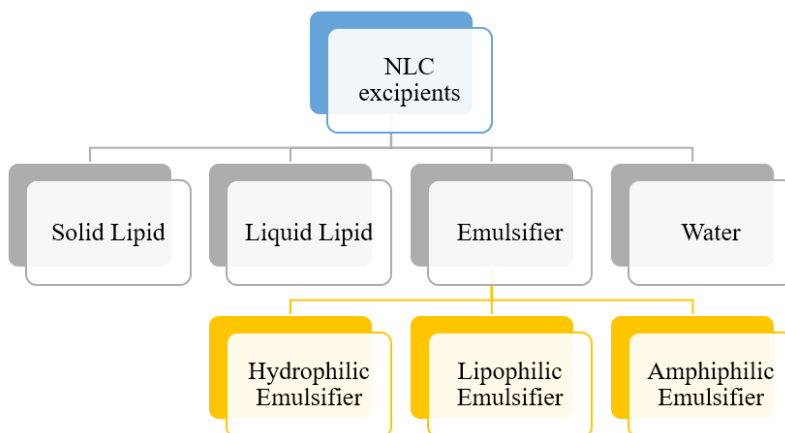 NLC
excipients
Solid Lipid
Liquid Lipid
Emulsifier
Water
Hydrophilic
Emulsifier
Lipophilic
Emulsifier
Amphiphilic
Emulsifier